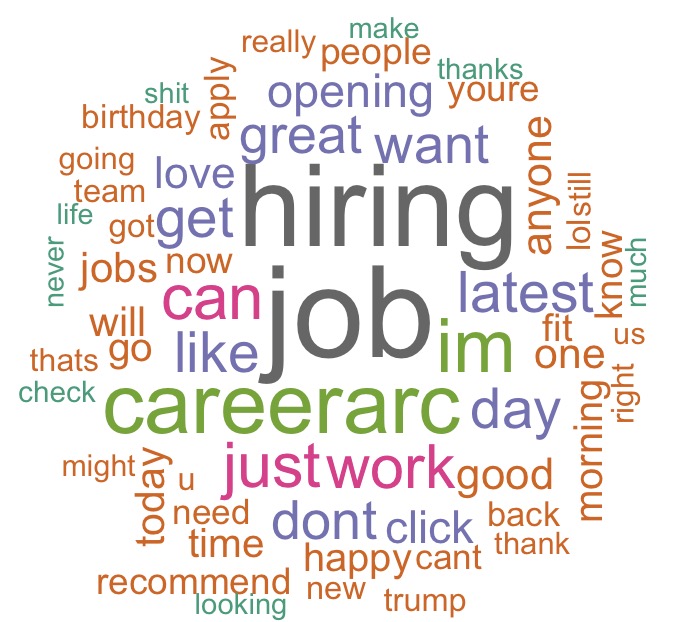 make
really people
thanks
shit
apply
opening youre
birthday
great want
anyone
going
love
hiring
still
team
life
got get
lol
never
jobs now
know
much
can
job
latest
will
fit us
go
like
im
one
thats
right
check
careerarc day
morning
just work good
might
today
u
need
dont click back
time
thank
happy cant
recommend new trump
looking